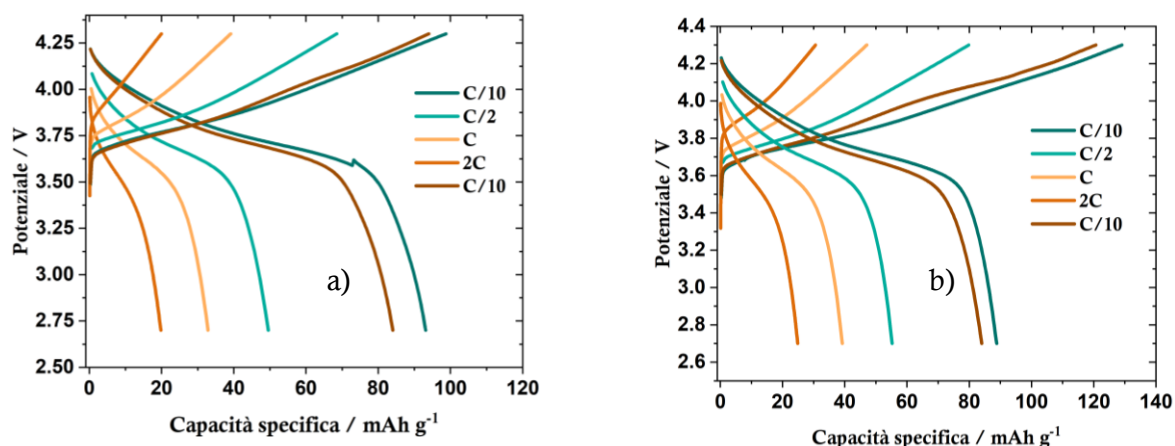 4.25
4.00
3.75
3.50
3.25
3.00
2.75
2.50
0 20 40 60 80 100 120
Potenziale / V
Capacità specifica / mAh g-1
C/10
C/2
C
2C
C/10
a)
4.4
4.2
4.0
3.8
3.6
3.4
3.2
3.0
2.8
2.6
0 20 40 60 80 100 120 140
Potenziale / V
Capacità specifica / mAh g-1
C/10
C/2
C
2C
C/10
b)